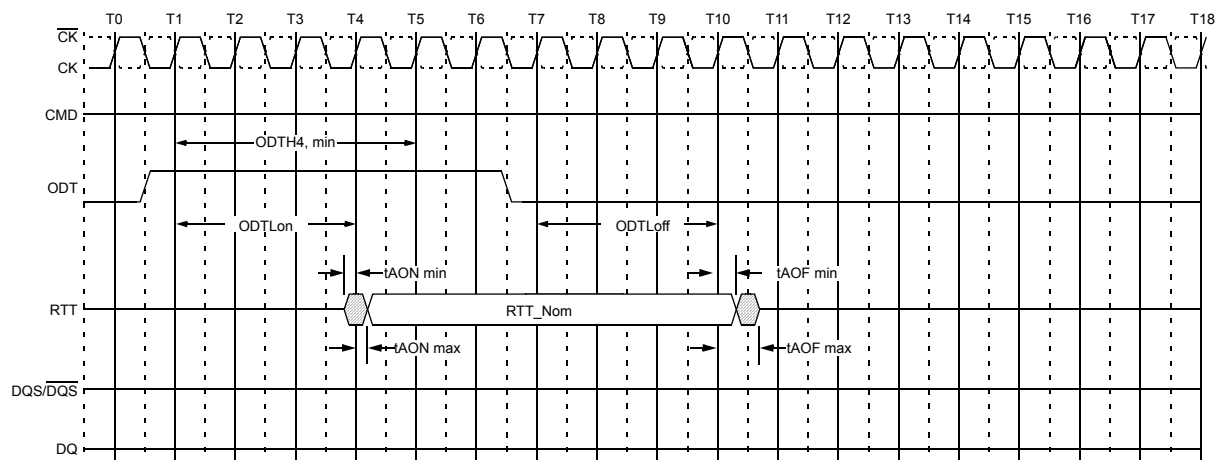 T0 T1 T2 T3 T4 T5 T6 T7 T8 T9 T10 T11 T12 T13 T14 T15 T16 T17 T18
CK
CK
CMD
ODTH4, min
ODT
ODTLon
ODTLoff
tAON min
tAOF min
RTT
RTT_Nom
tAON max
tAOF max
DQS/DQS
DQ